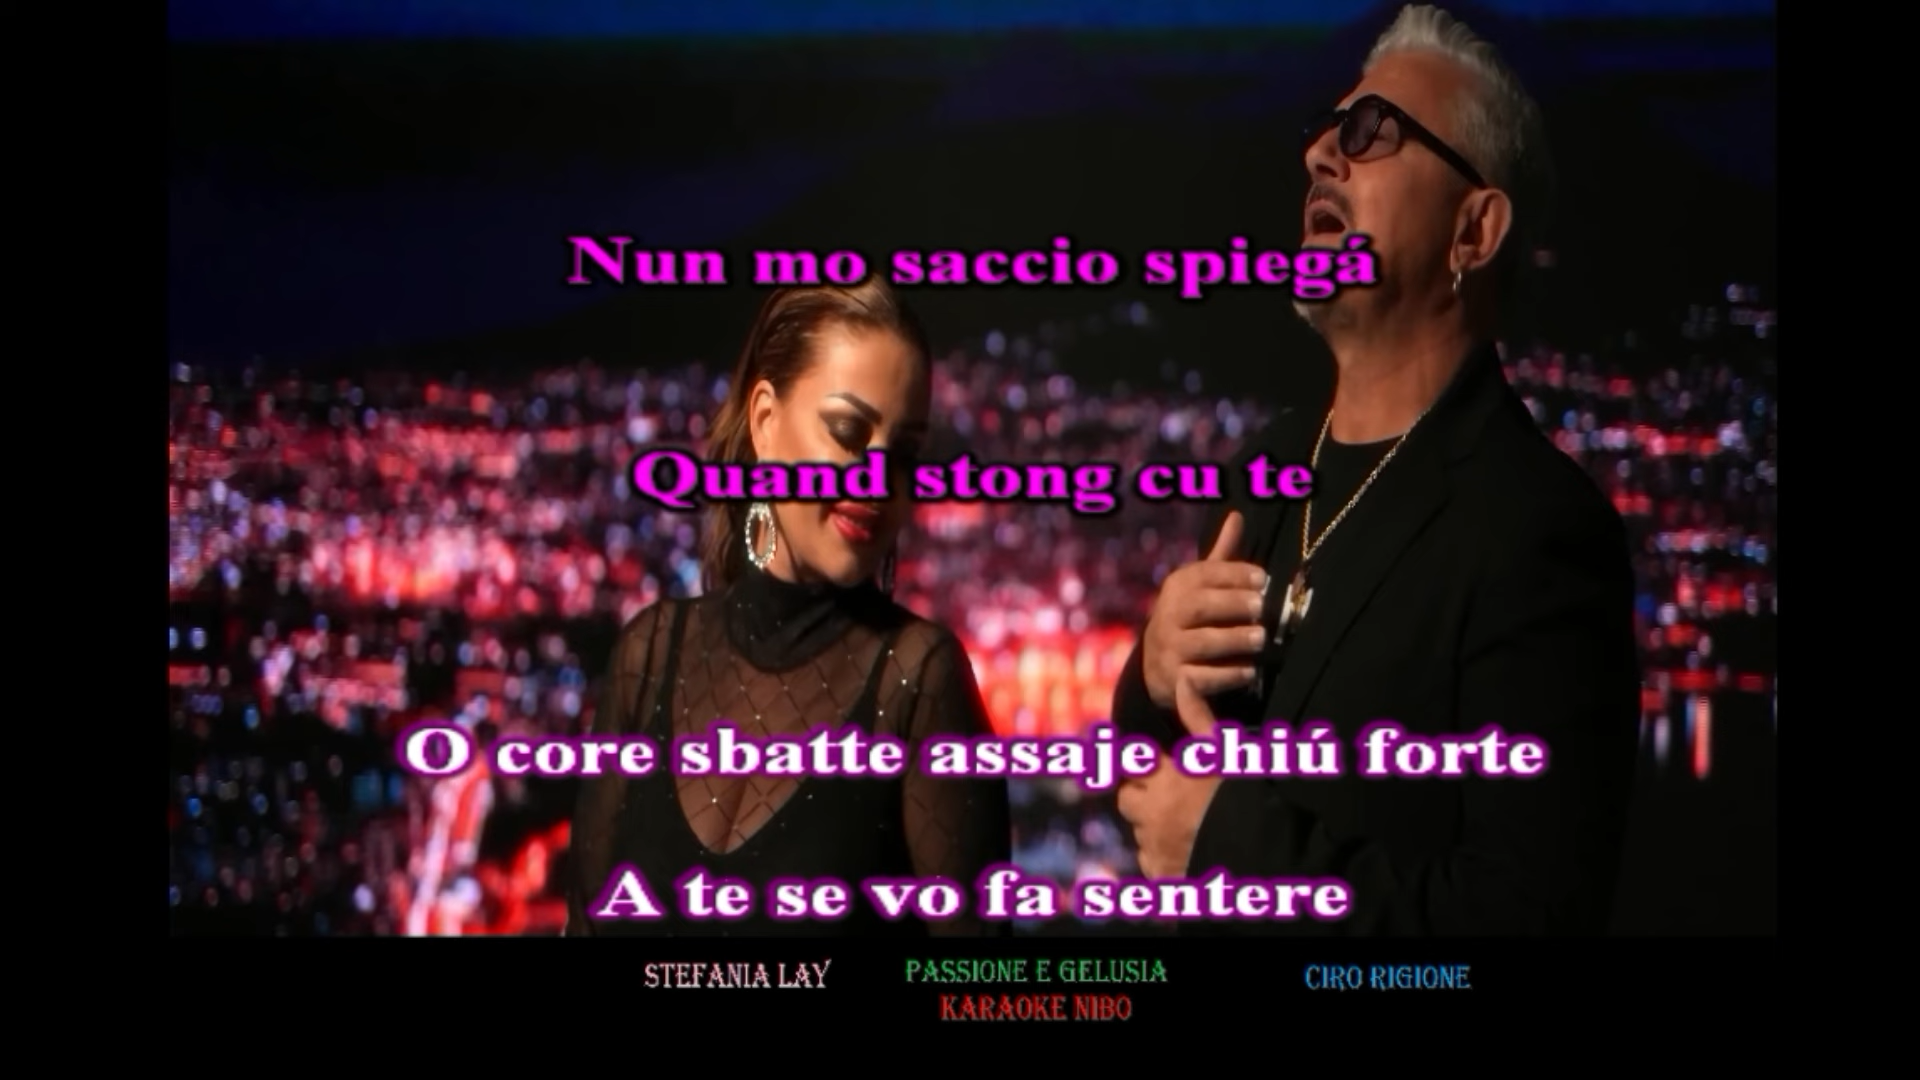 Nun mo saccio spiegá
Quand stong cu te
O core sbatte assaje chiú forte
A te se vo fa sentere
STEFANIA LAY
PASSIONE E GELUSIA
CIRO RIGIONE
KARAOKE NIBO